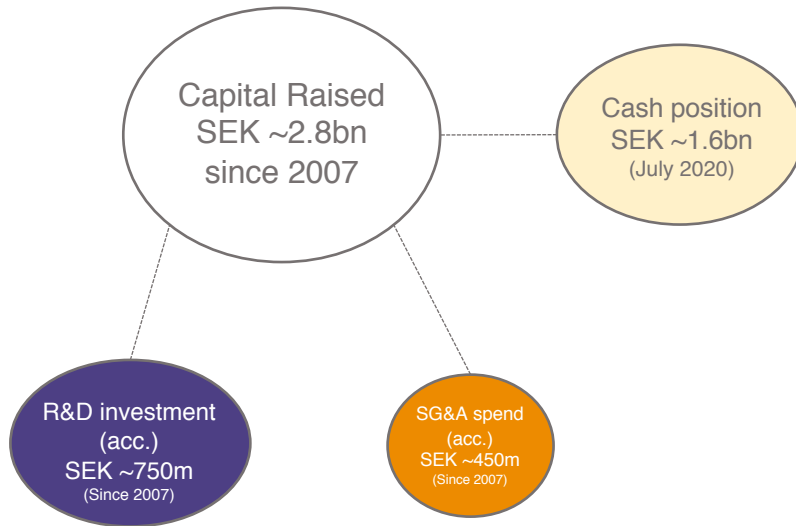 Capital Raised
SEK ~2.8bn
since 2007
Cash position
SEK ~1.6bn
(July 2020)
R&D investment
(acc.)
SEK ~750m
(Since 2007)
SG&A spend
(acc.)
SEK ~450m
(Since 2007)